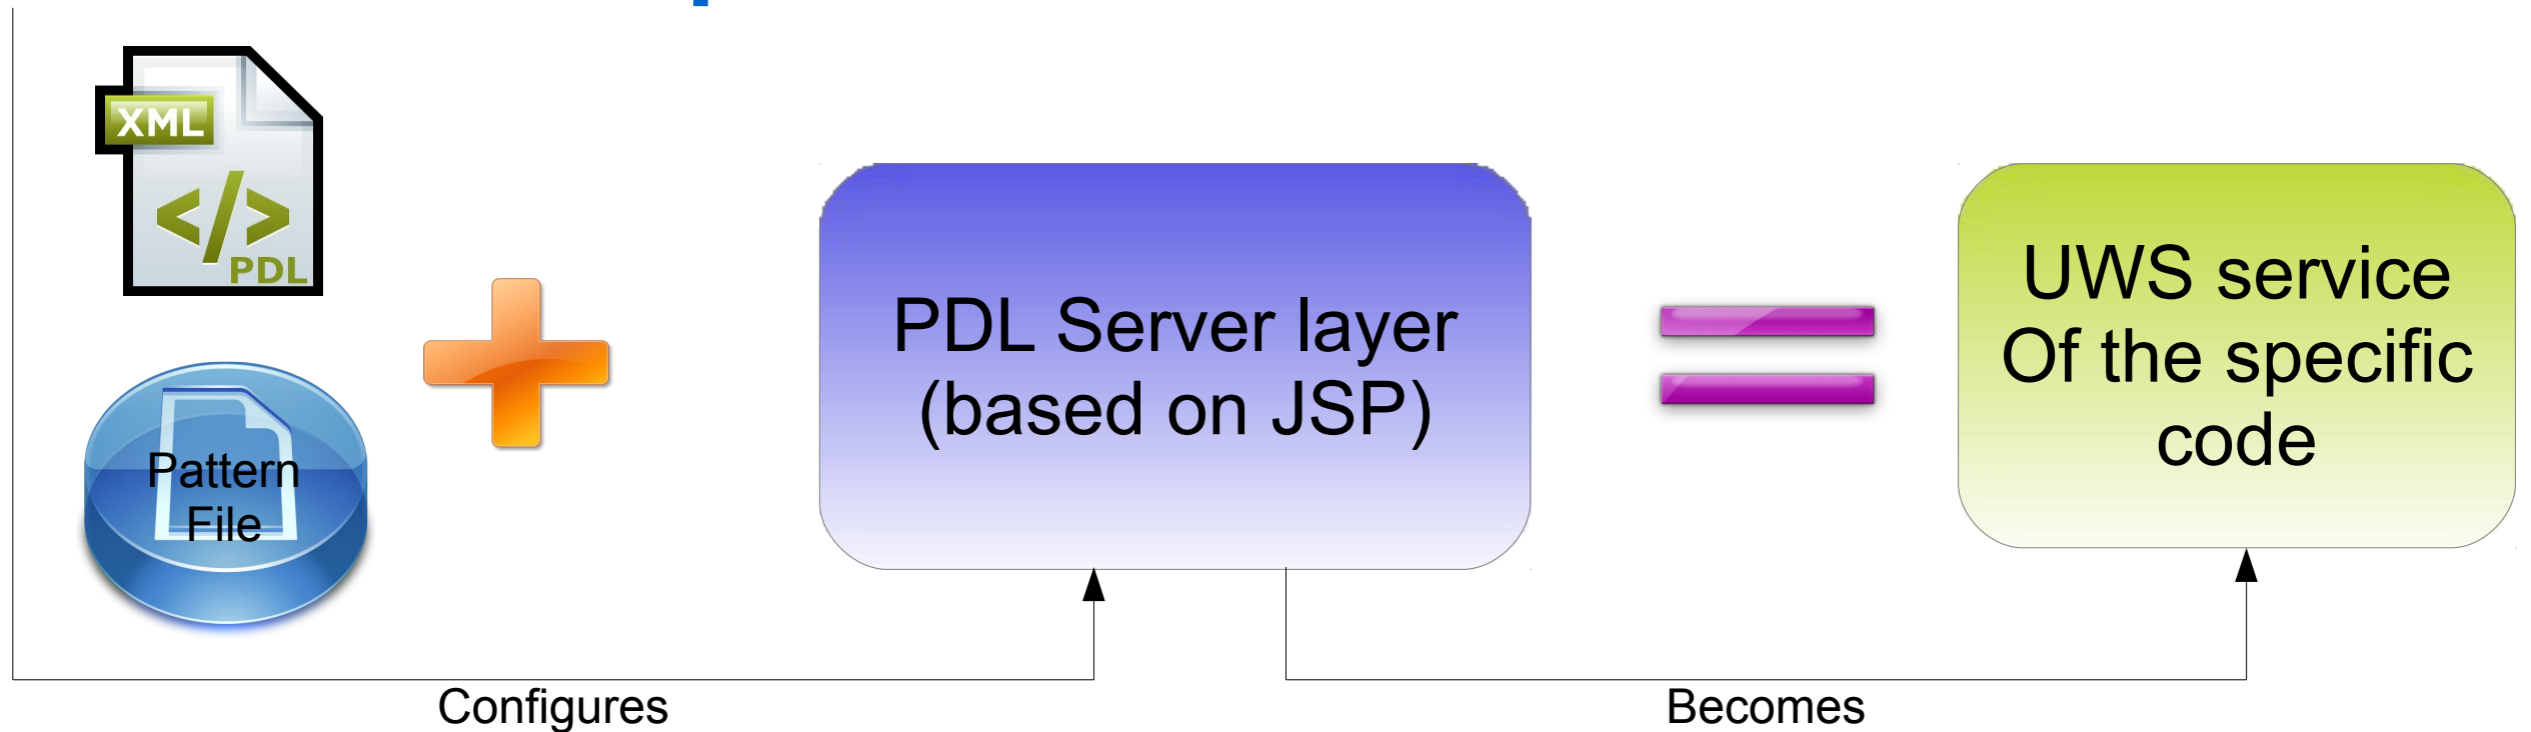 XML
</>
PDL
Pattern
File
PDL Server layer
(based on JSP)
UWS service
Of the specific
code
Configures
Becomes